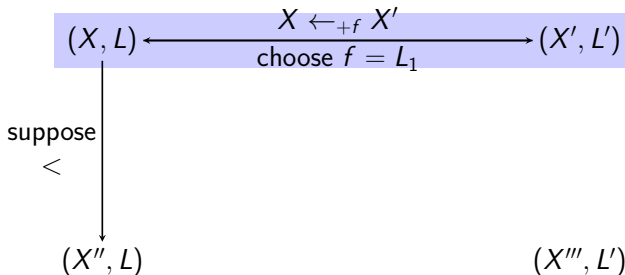 X ←₊f X′
(X, L) (X′, L′)
choose f = L₁
suppose
<
(X″, L) (X‴, L′)